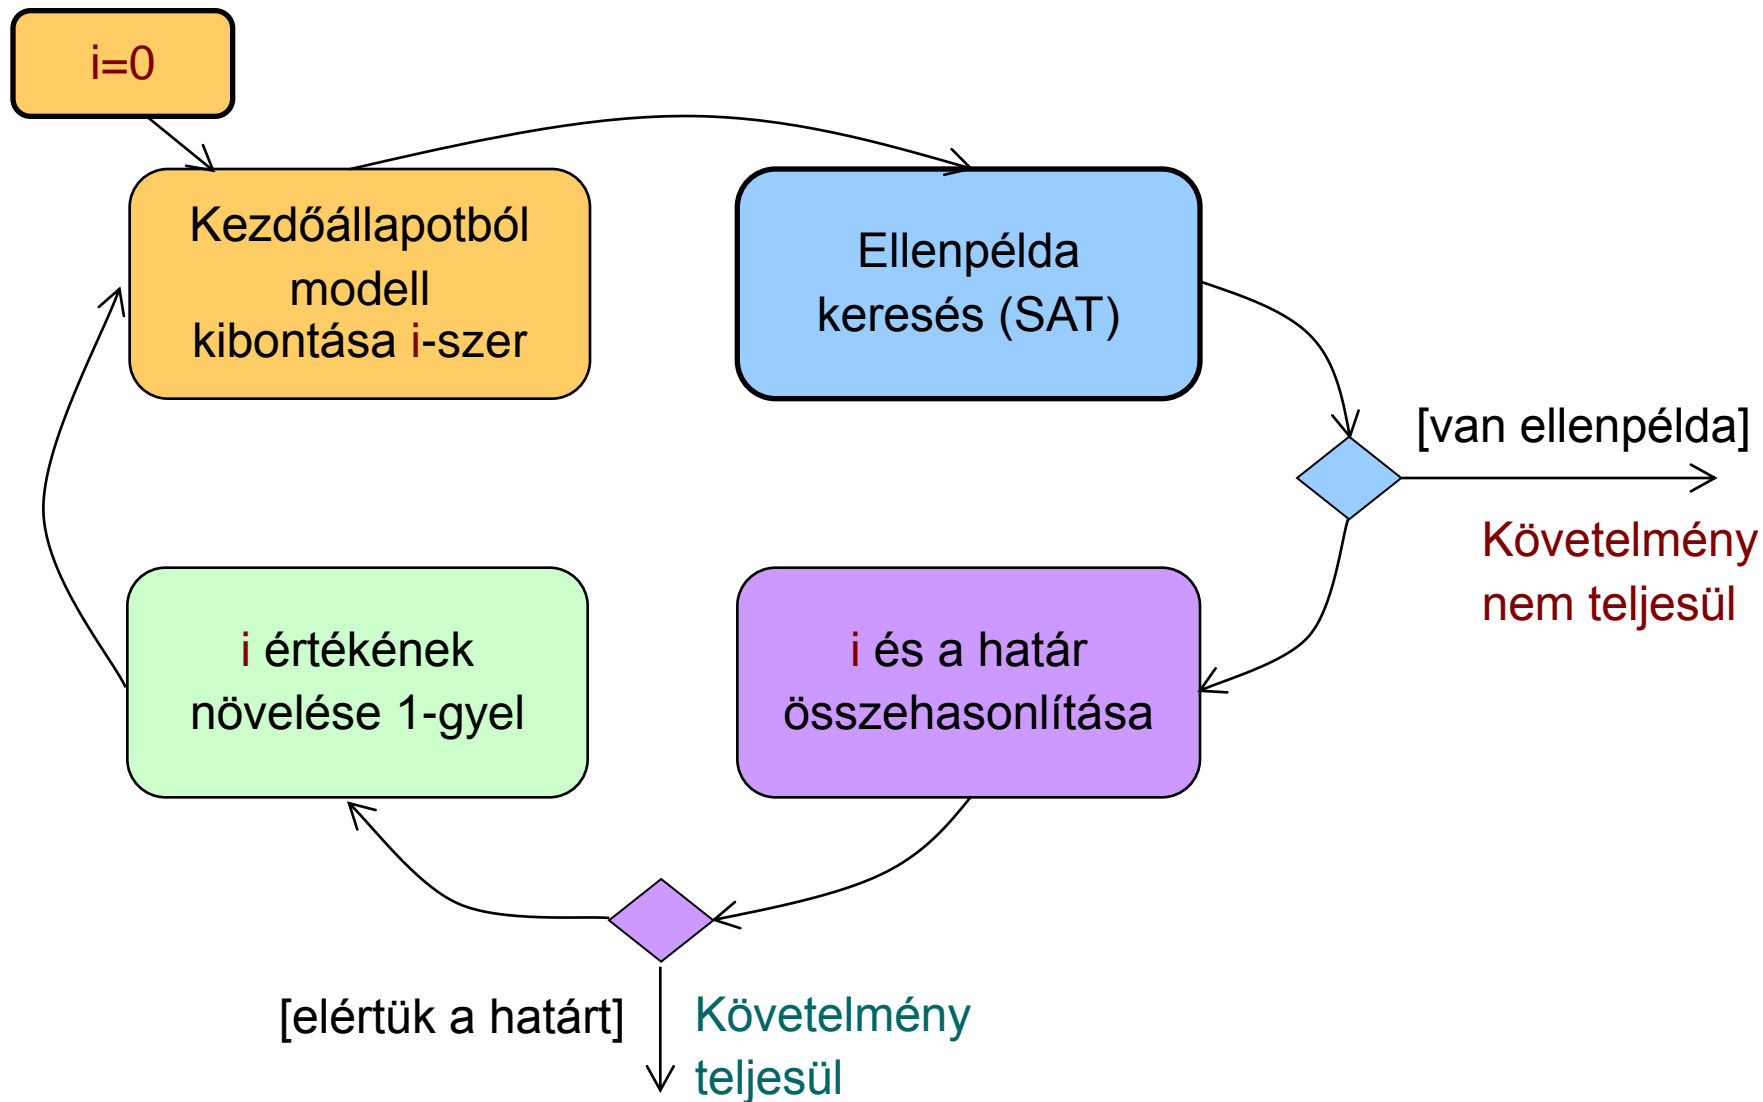 i=0
Kezdőállapotból
modell
kibontása i-szer
Ellenpélda
keresés (SAT)
[van ellenpélda]
Követelmény
nem teljesül
i értékének
növelése 1-gyel
i és a határ
összehasonlítása
[elértük a határt]
Követelmény
teljesül